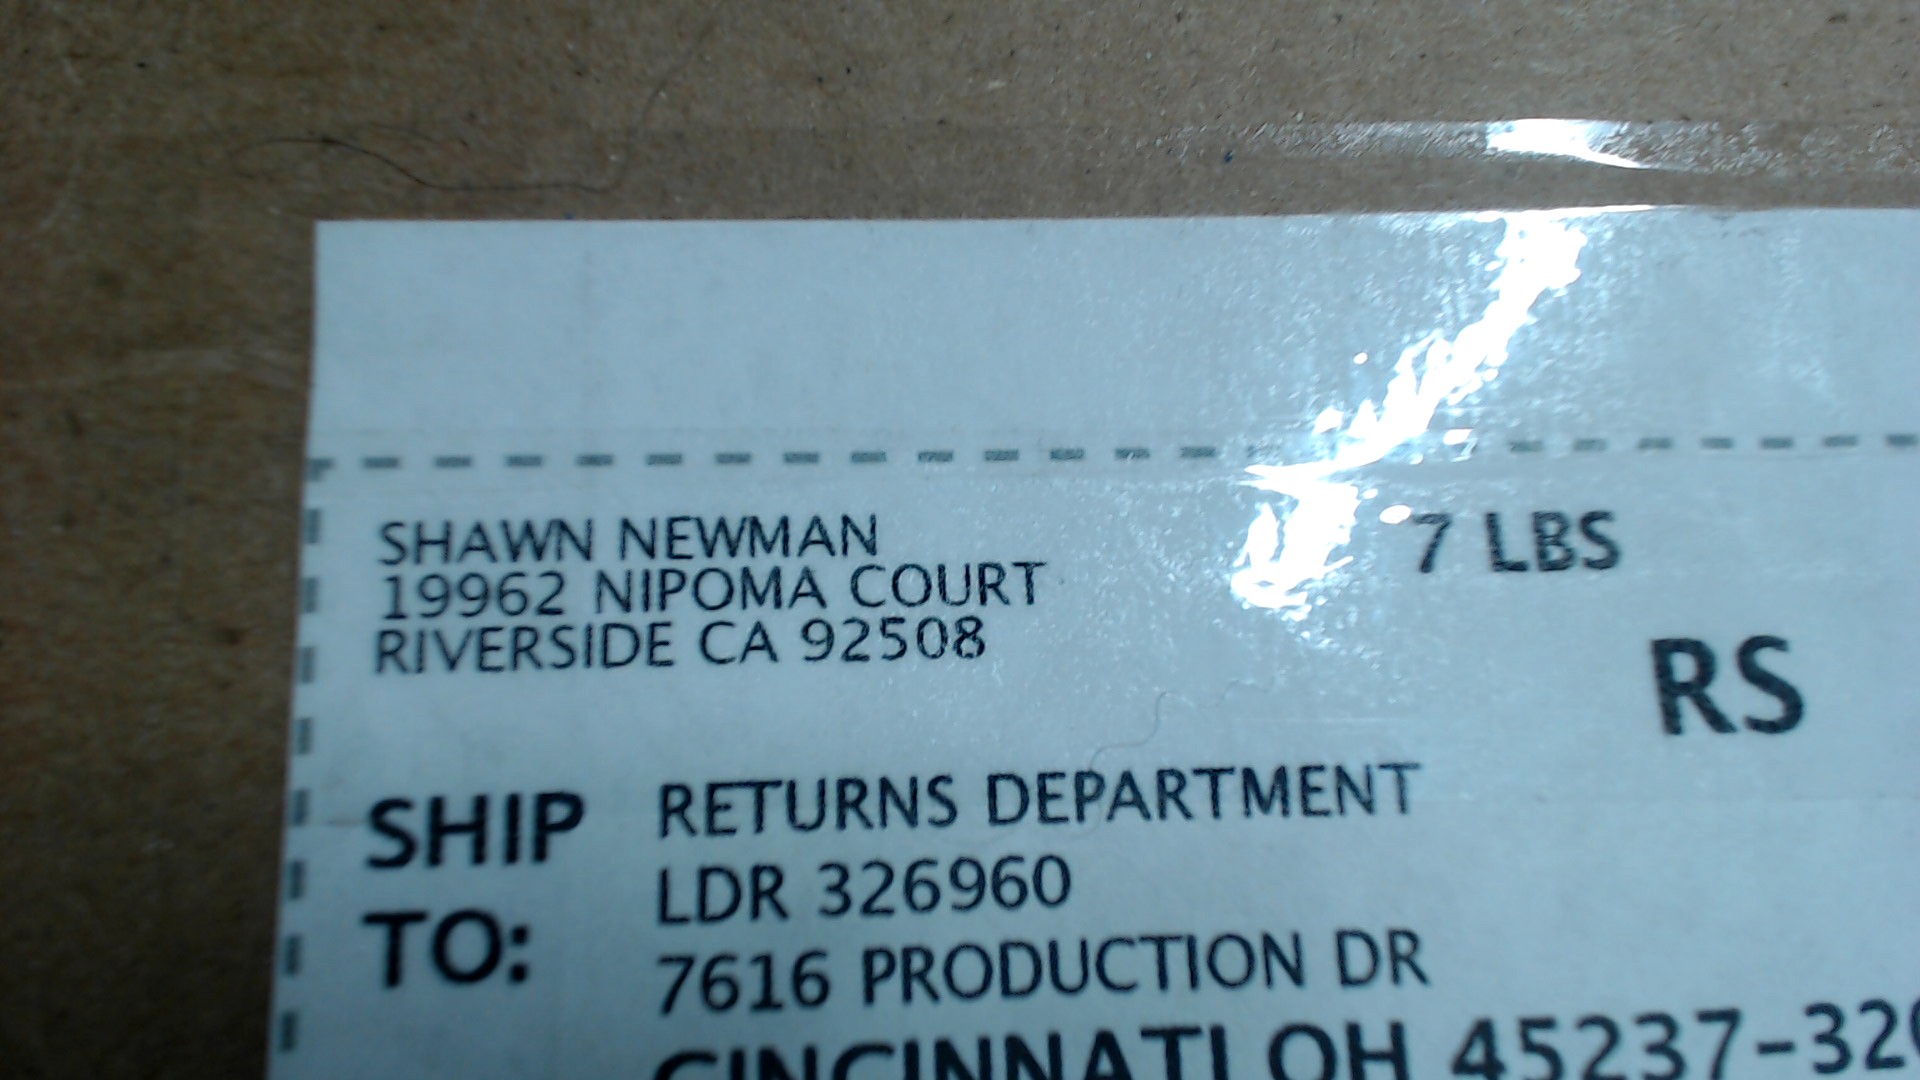 SHAWN NEWMAN
19962 NIPOMA COURT
RIVERSIDE CA 92508
7 LBS
RS
SHIP TO:
RETURNS DEPARTMENT
LDR 326960
7616 PRODUCTION DR
CINCINNATI OH 45237-320